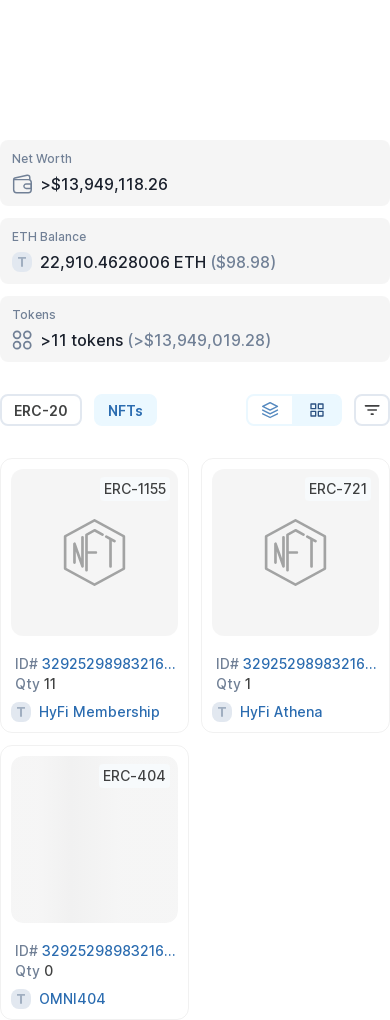 Net Worth
>$13,949,118.26
ETH Balance
T 22,910.4628006 ETH ($98.98)
Tokens
>11 tokens (>$13,949,019.28)
ERC-20 NFTs
ERC-1155
NFT
ID# 32925298983216...
Qty 11
T HyFi Membership
ERC-721
NFT
ID# 32925298983216...
Qty 1
T HyFi Athena
ERC-404
ID# 32925298983216...
Qty 0
T OMNI404